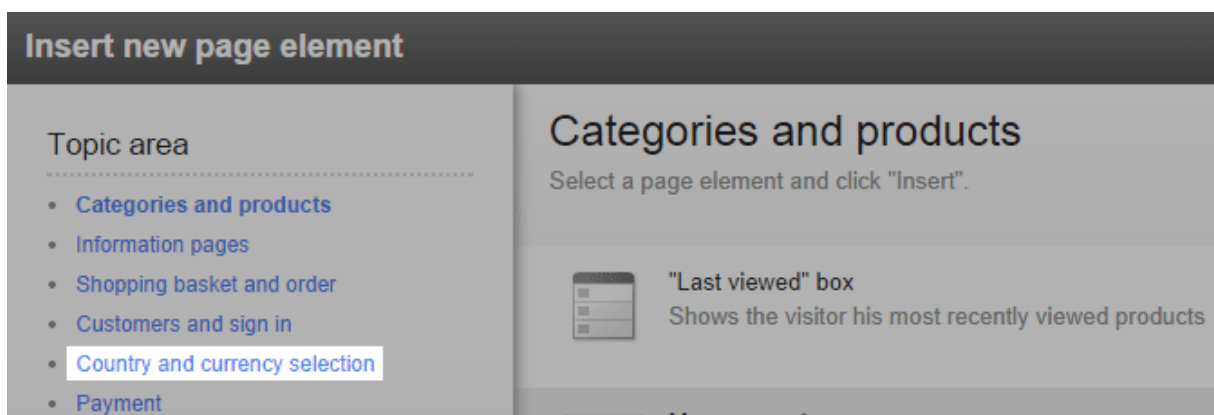 Insert new page element
Topic area
Categories and products
Information pages
Shopping basket and order
Customers and sign in
Country and currency selection
Payment
Categories and products
Select a page element and click "Insert".
"Last viewed" box
Shows the visitor his most recently viewed products